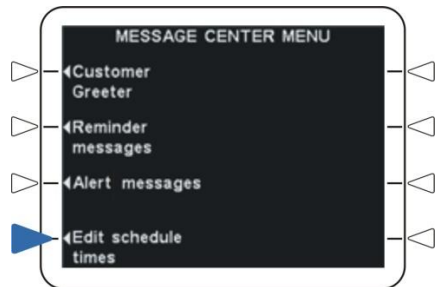 MESSAGE CENTER MENU
Customer
Greeter
Reminder
messages
Alert messages
Edit schedule
times